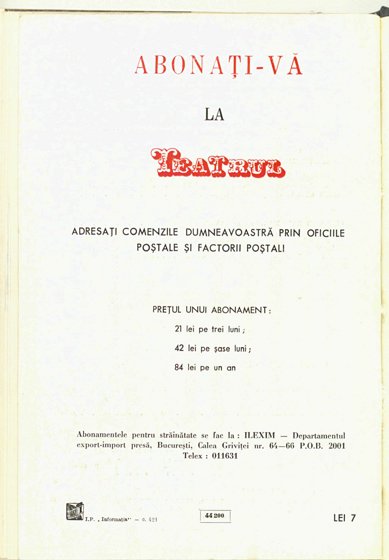 ABONAȚI-VĂ
LA
TEATRUL
ADRESAȚI COMENZILE DUMNEAVOASTRĂ PRIN OFICIILE
POȘTALE ȘI FACTORII POȘTALI!
PREȚUL UNUI ABONAMENT:
21 lei pe trei luni;
42 lei pe șase luni;
84 lei pe un an
Abonamentele pentru străinătate se fac la: ILEXIM — Departamentul
export-import presă, București, Calea Griviței nr. 64—66 P.O.B. 2001
Telex: 011631
I.P. „Informația" — c.
44200
LEI 7